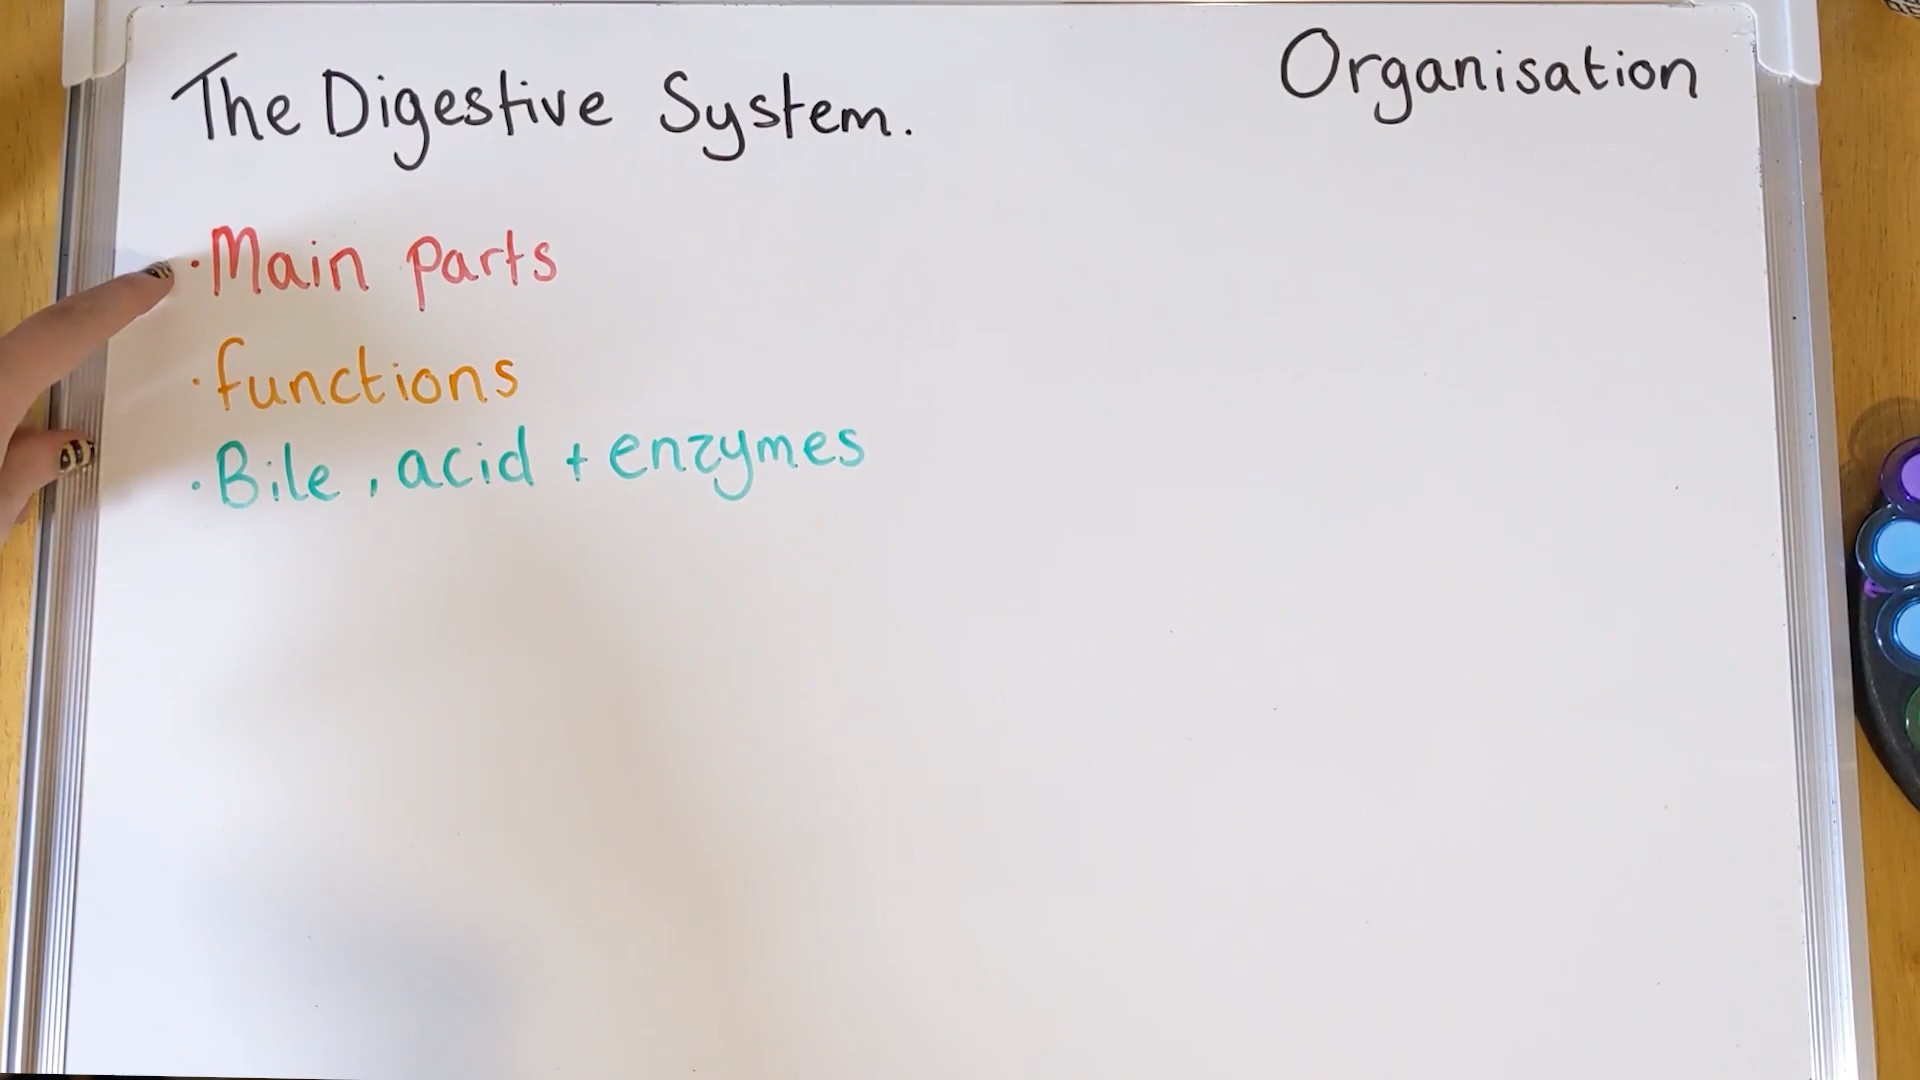 The Digestive System.
Organisation
· Main parts
· functions
· Bile, acid + enzymes